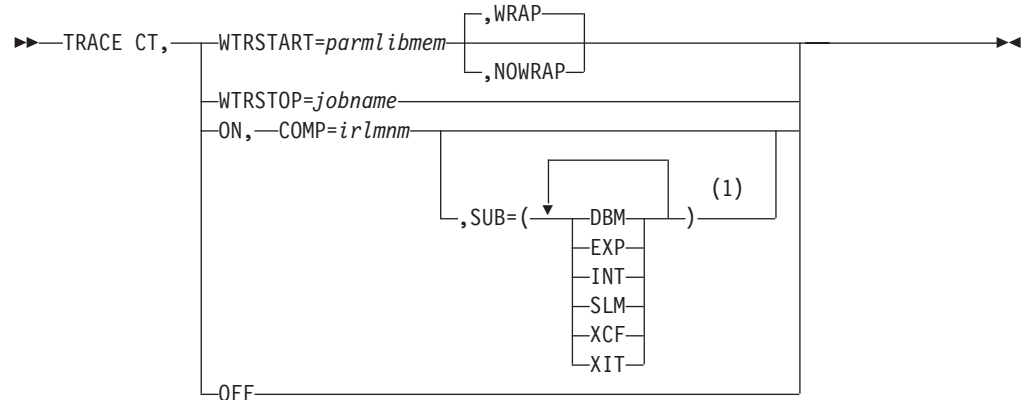 ,WRAP
TRACE CT, WTRSTART=parmlibmem
,NOWRAP
WTRSTOP=jobname
ON, COMP=irlmnm
(1)
,SUB=( DBM )
EXP
INT
SLM
XCF
XIT
OFF